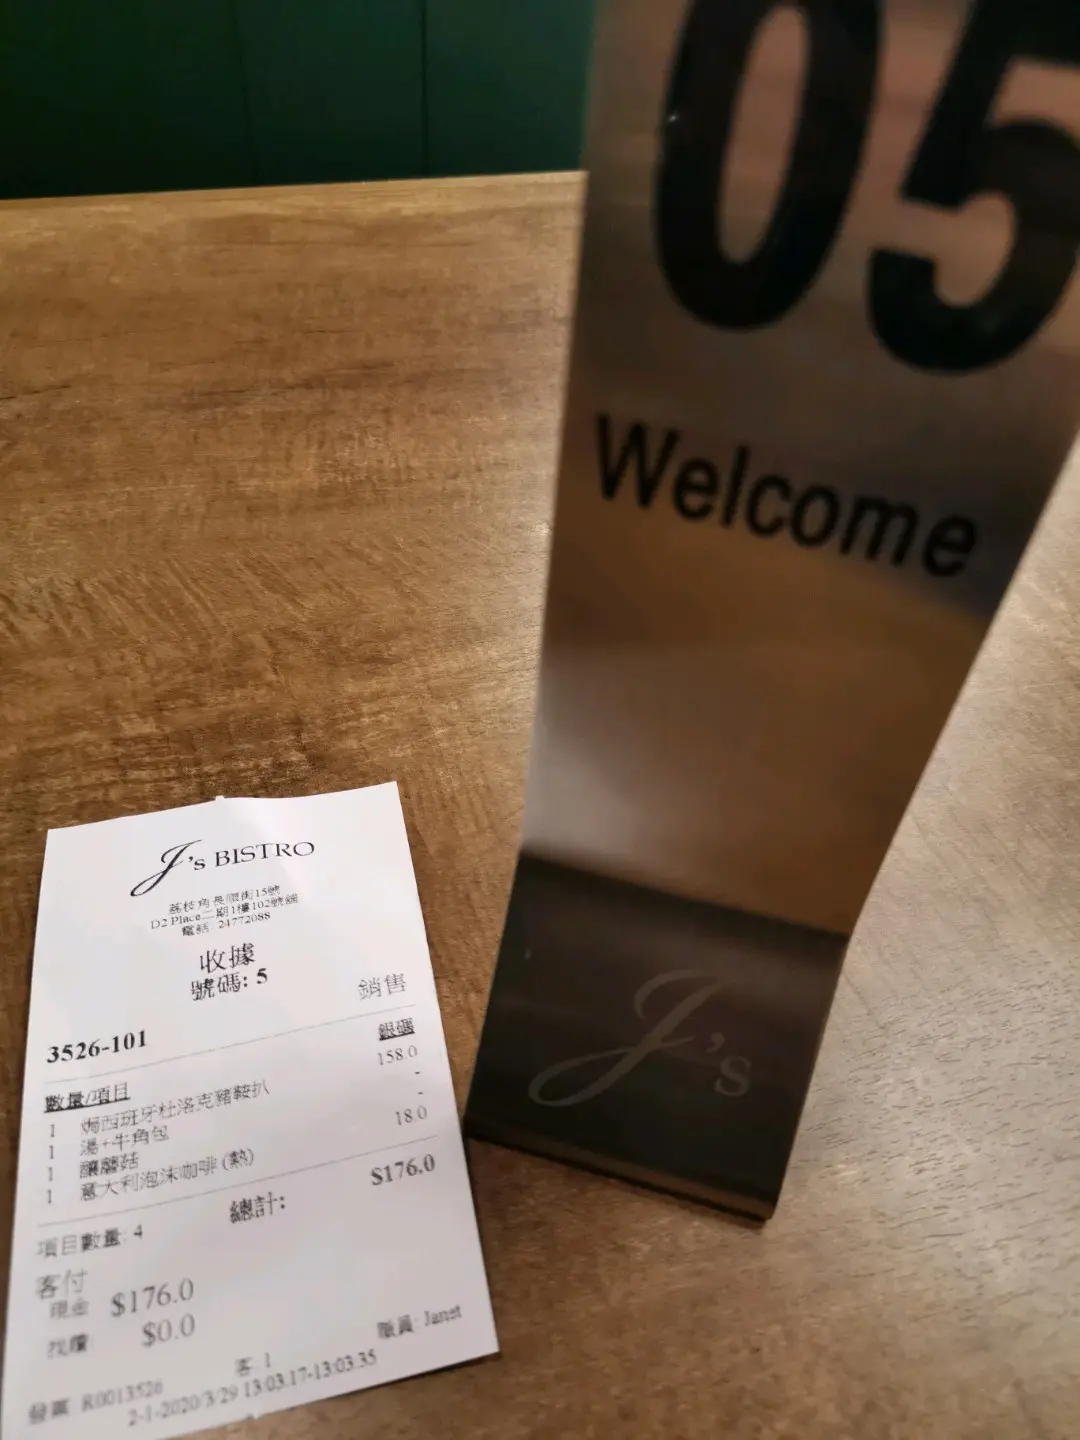 05
Welcome
J's
J's BISTRO
荔枝角長順街15號
D2 Place二期1樓102號舖
電話: 24772088
收據
號碼: 5
銷售
3526-101
數量/項目 銀碼
1 焗西班牙杜洛克豬鞍扒 158.0
1 湯+牛角包 -
1 釀蘑菇 -
1 意大利泡沫咖啡 (熱) 18.0
總計: $176.0
項目數量: 4
客付
現金 $176.0
找贖 $0.0
職員: Janet
客: 1
發票 R0013526
2-1-2020/3/29 13:03.17-13:03.35